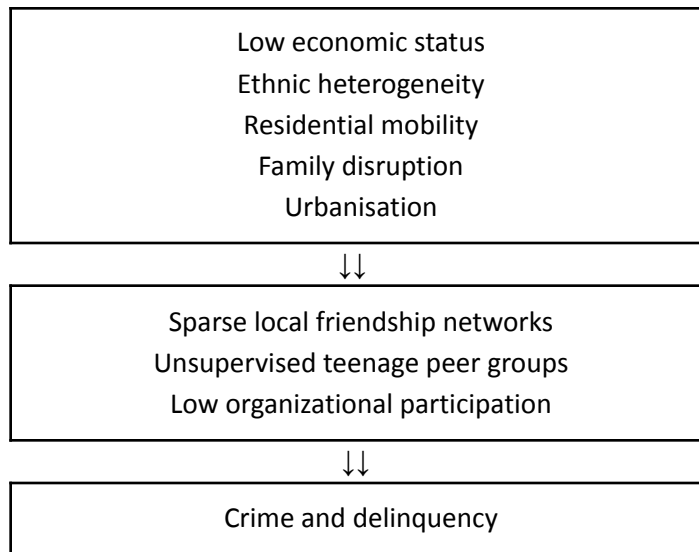 Low economic status
Ethnic heterogeneity
Residential mobility
Family disruption
Urbanisation
↓↓
Sparse local friendship networks
Unsupervised teenage peer groups
Low organizational participation
↓↓
Crime and delinquency